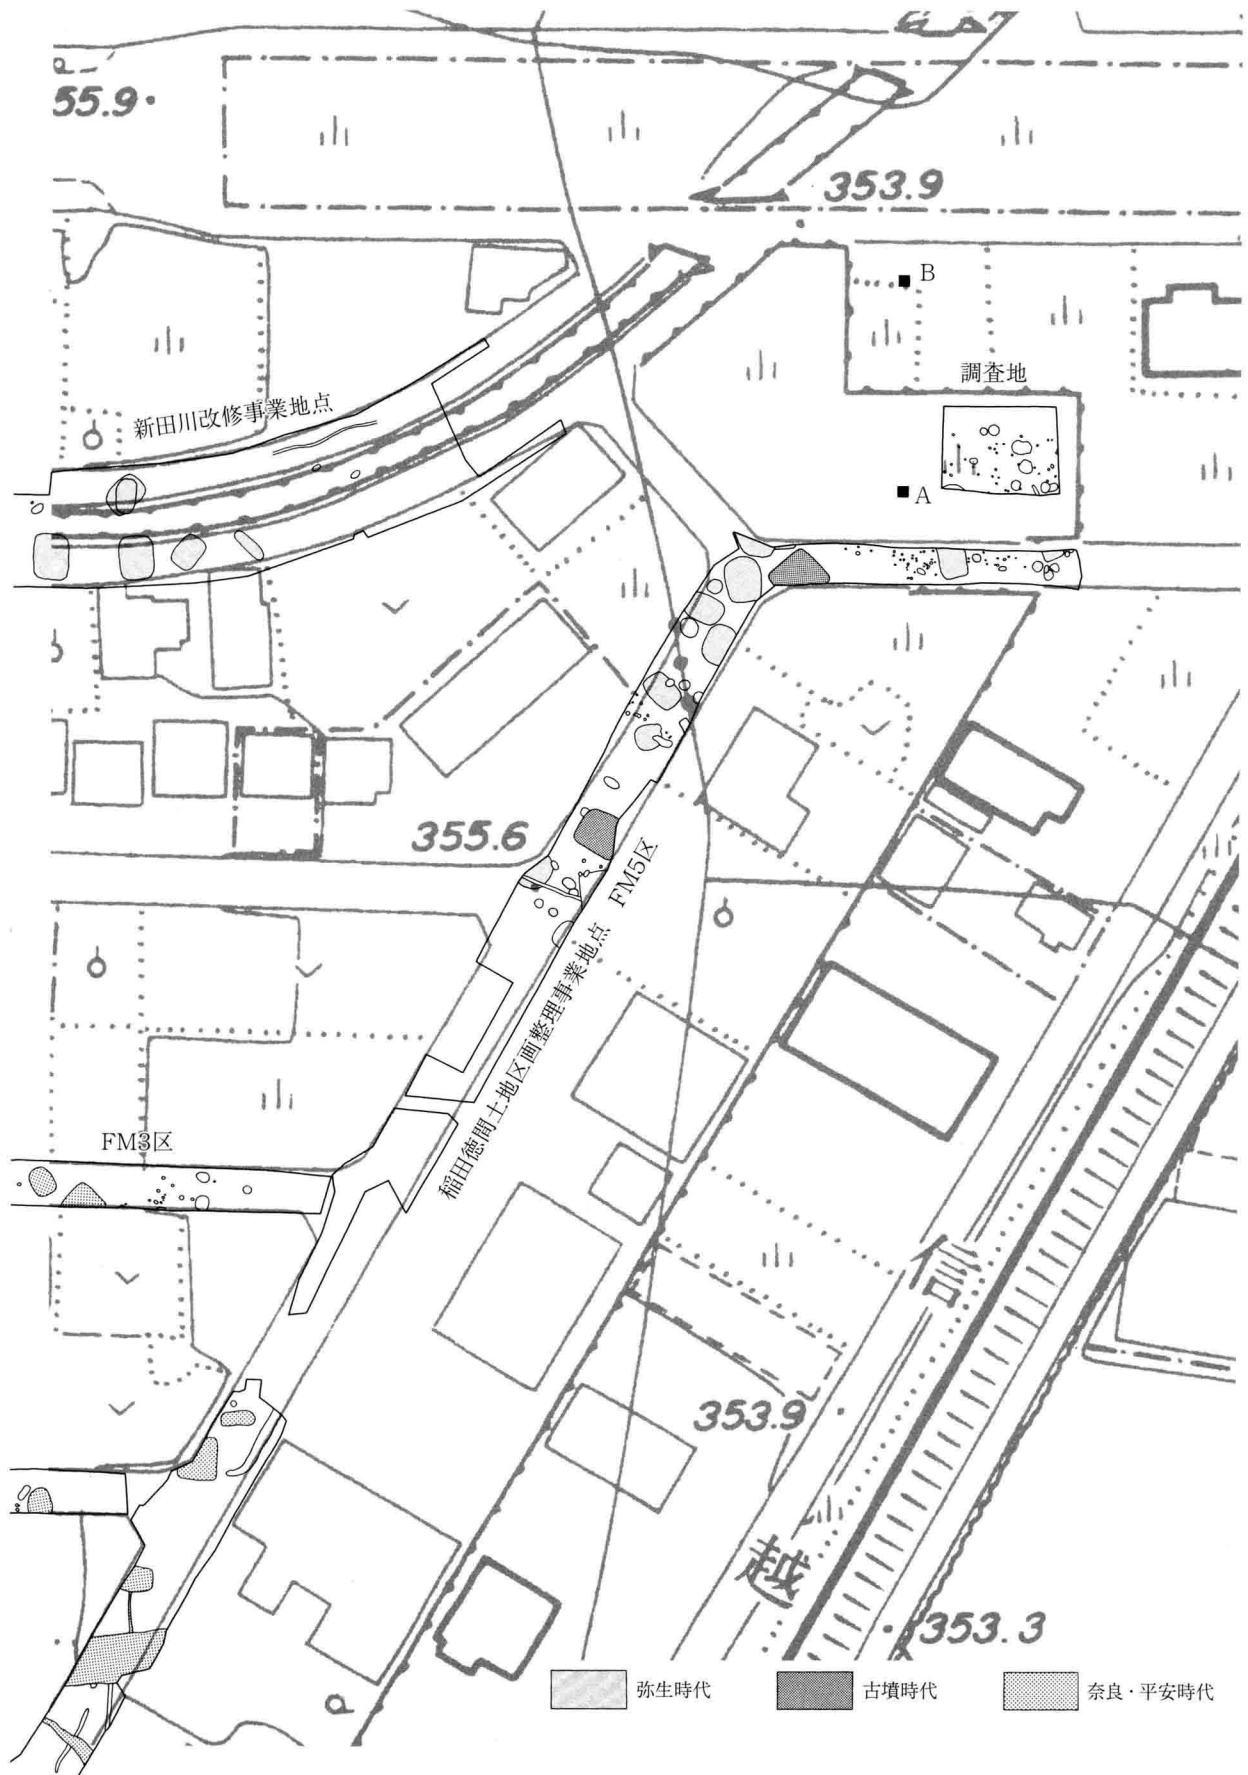 55.9
353.9
B
調査地
新田川改修事業地点
A
355.6
稲田徳間土地区画整理事業地点 FM5区
FM3区
信
353.9
越
353.3
弥生時代
古墳時代
奈良・平安時代